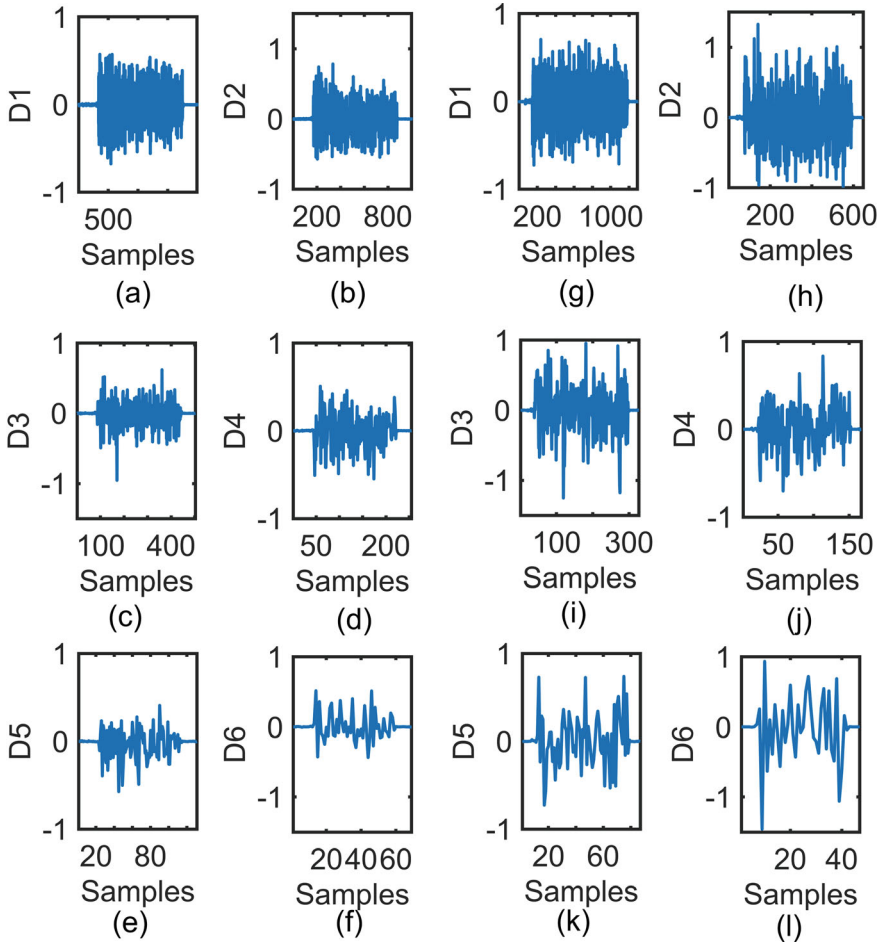 1
0
-1
D1
500
Samples
(a)
1
0
-1
D2
200 800
Samples
(b)
1
0
-1
D1
200 1000
Samples
(g)
1
0
-1
D2
200 600
Samples
(h)
1
0
-1
D3
100 400
Samples
(c)
1
0
-1
D4
50 200
Samples
(d)
1
0
-1
D3
100 300
Samples
(i)
1
0
-1
D4
50 150
Samples
(j)
1
0
-1
D5
20 80
Samples
(e)
1
0
-1
D6
20 40 60
Samples
(f)
1
0
-1
D5
20 60
Samples
(k)
1
0
-1
D6
20 40
Samples
(l)